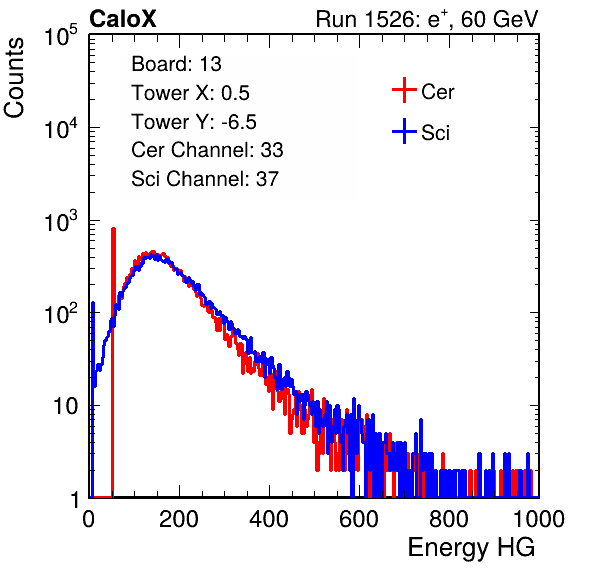 CaloX Run 1526: e⁺, 60 GeV
Counts
Board: 13
Tower X: 0.5
Tower Y: -6.5
Cer Channel: 33
Sci Channel: 37
Cer
Sci
10⁵
10⁴
10³
10²
10
1
0 200 400 600 800 1000
Energy HG